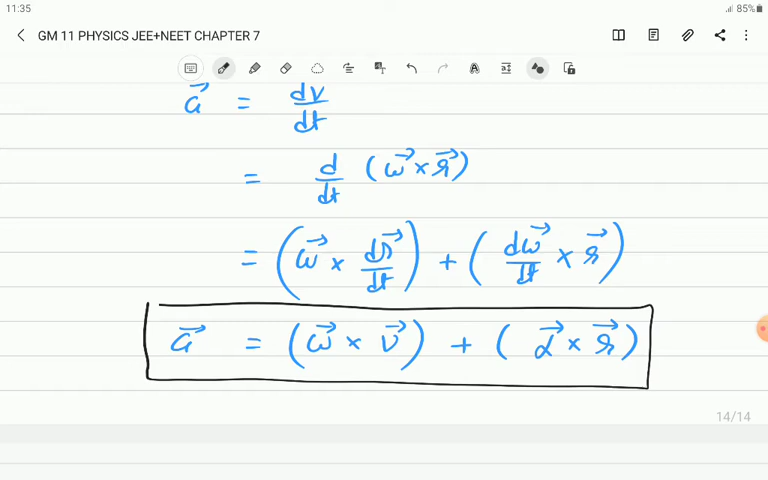 11:35 85%
GM 11 PHYSICS JEE+NEET CHAPTER 7
a⃗ = dv/dt
= d/dt (ω⃗ × r⃗)
= (ω⃗ × dr⃗/dt) + (dω⃗/dt × r⃗)
a⃗ = (ω⃗ × v⃗) + (α⃗ × r⃗)
14/14